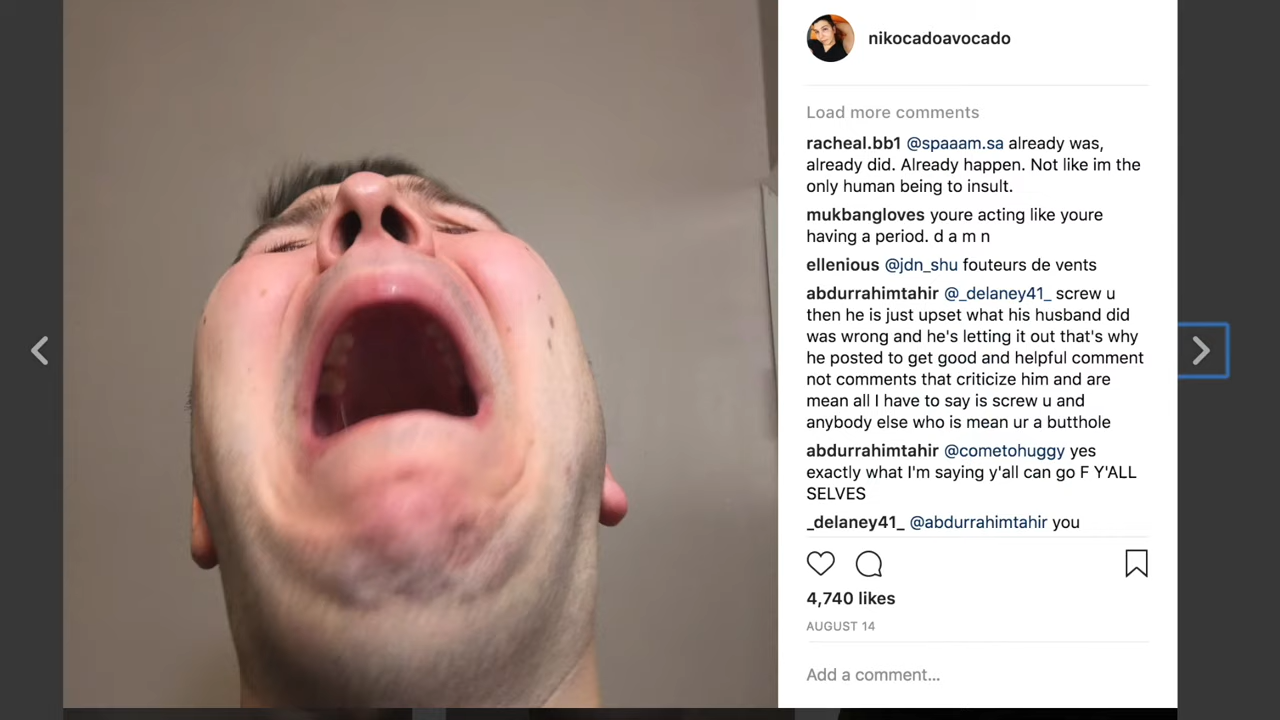 nikocadoavocado
Load more comments
racheal.bb1 @spaaam.sa already was,
already did. Already happen. Not like im the
only human being to insult.
mukbangloves youre acting like youre
having a period. d a m n
ellenious @jdn_shu fouteurs de vents
abdurrahimtahir @_delaney41_ screw u
then he is just upset what his husband did
was wrong and he's letting it out that's why
he posted to get good and helpful comment
not comments that criticize him and are
mean all I have to say is screw u and
anybody else who is mean ur a butthole
abdurrahimtahir @cometohuggy yes
exactly what I'm saying y'all can go F Y'ALL
SELVES
_delaney41_ @abdurrahimtahir you
4,740 likes
AUGUST 14
Add a comment...